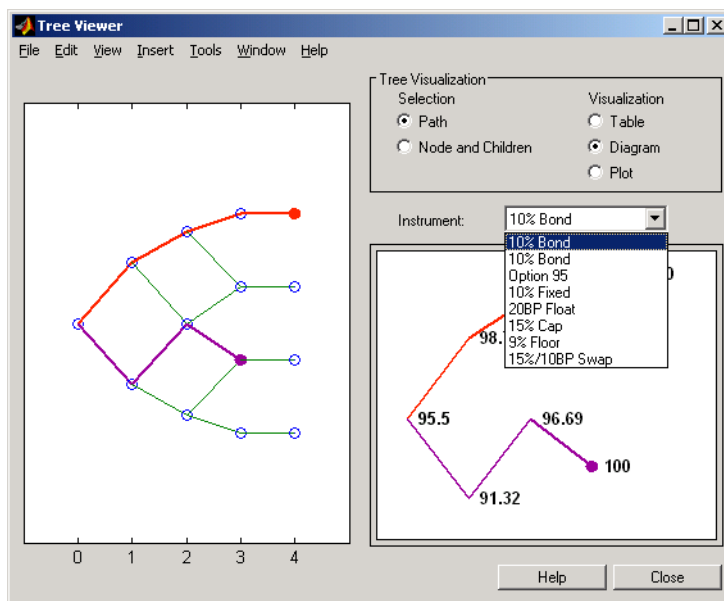 Tree Viewer
File Edit View Insert Tools Window Help
Tree Visualization
Selection
Path
Node and Children
Visualization
Table
Diagram
Plot
Instrument:
10% Bond
10% Bond
10% Bond
Option 95
10% Fixed
20BP Float
15% Cap
9% Floor
15%/10BP Swap
98.
95.5
96.69
100
91.32
0 1 2 3 4
Help
Close